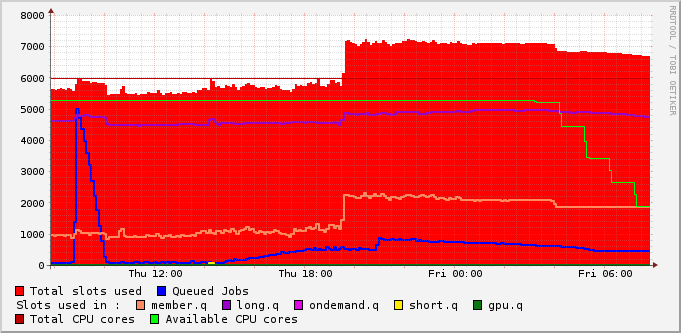 8000
7000
6000
5000
4000
3000
2000
1000
0
Thu 12:00 Thu 18:00 Fri 00:00 Fri 06:00
Total slots used Queued Jobs
Slots used in : member.q long.q ondemand.q short.q gpu.q
Total CPU cores Available CPU cores
RRDTOOL / TOBI OETIKER